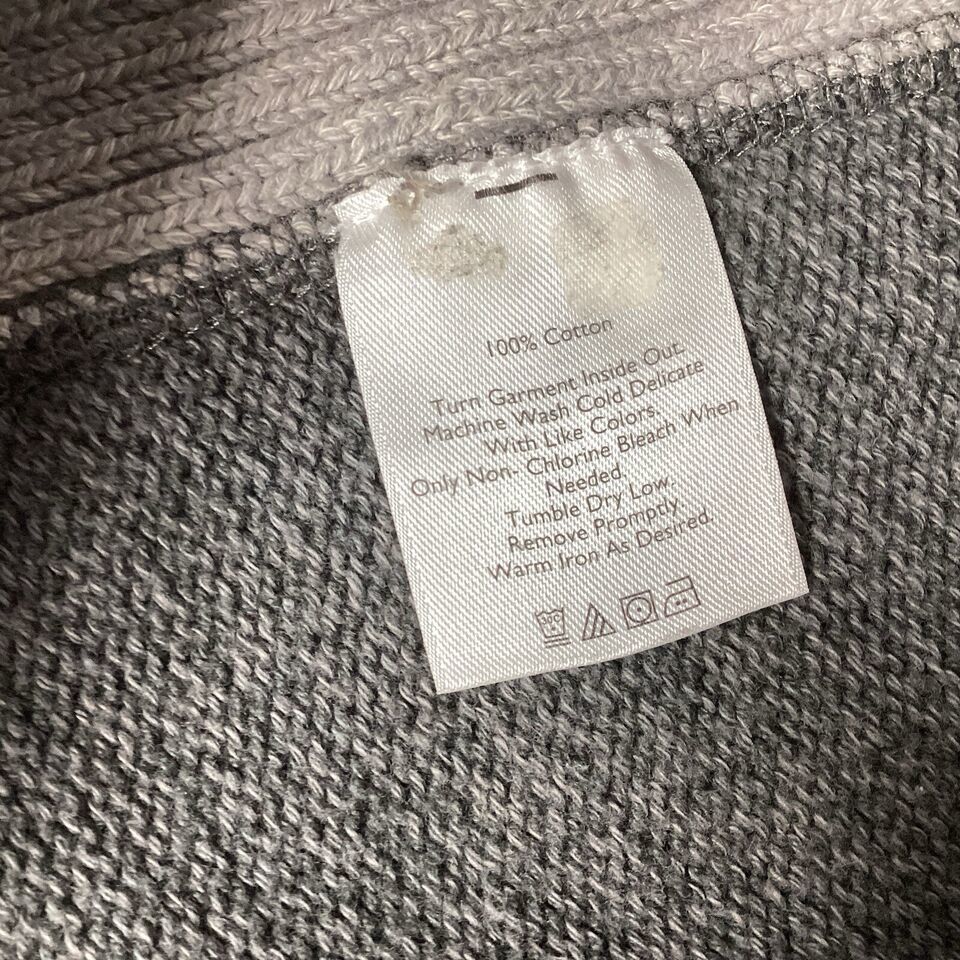 100% Cotton
Turn Garment Inside Out.
Machine Wash Cold Delicate
With Like Colors.
Only Non- Chlorine Bleach When
Needed.
Tumble Dry Low.
Remove Promptly.
Warm Iron As Desired.